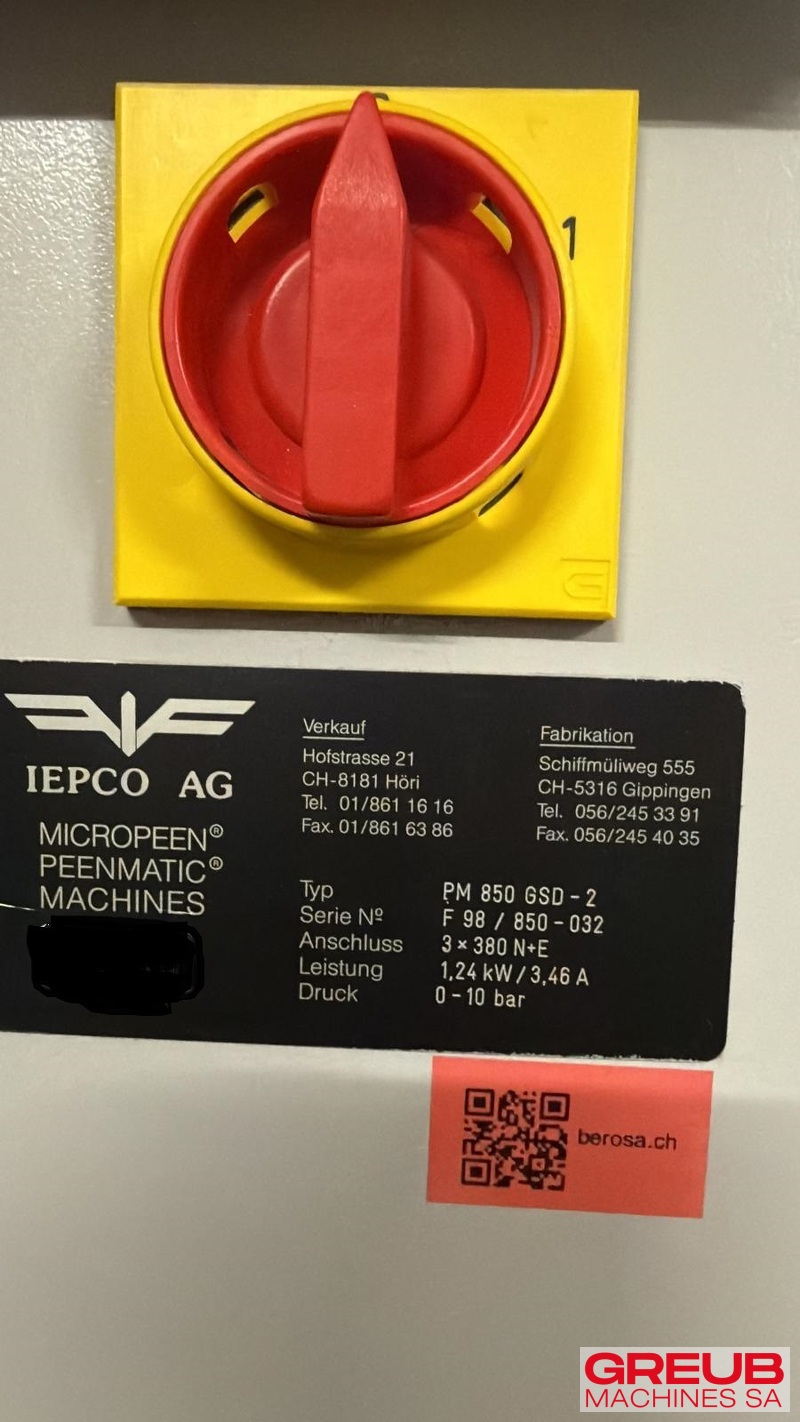 1
IEPCO AG
MICROPEEN®
PEENMATIC®
MACHINES
Verkauf
Hofstrasse 21
CH-8181 Höri
Tel. 01/861 16 16
Fax. 01/861 63 86
Fabrikation
Schiffmüliweg 555
CH-5316 Gippingen
Tel. 056/245 33 91
Fax. 056/245 40 35
Typ PM 850 GSD-2
Serie Nº F 98 / 850-032
Anschluss 3 × 380 N+E
Leistung 1,24 kW / 3,46 A
Druck 0-10 bar
berosa.ch
GREUB
MACHINES SA